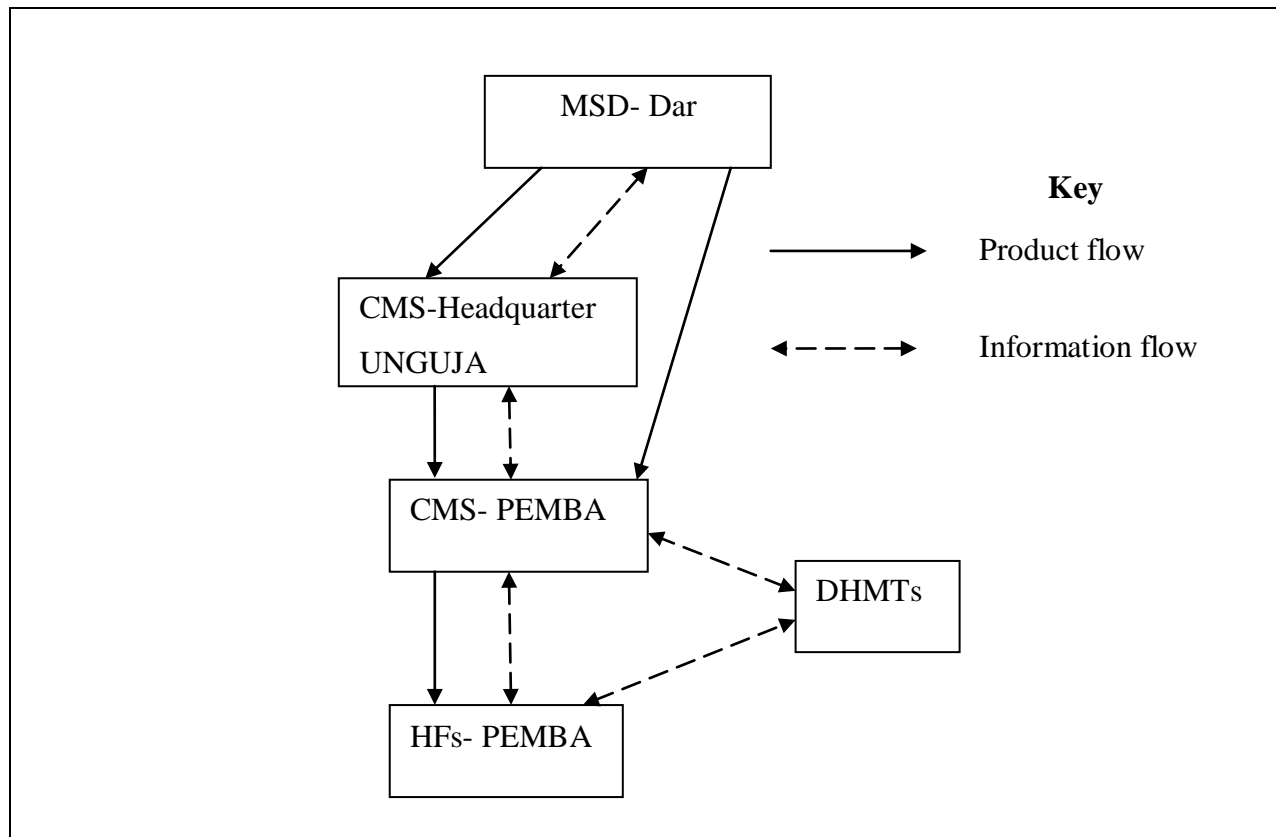 MSD- Dar
Key
Product flow
CMS-Headquarter
UNGUJA
Information flow
CMS- PEMBA
DHMTs
HFs- PEMBA